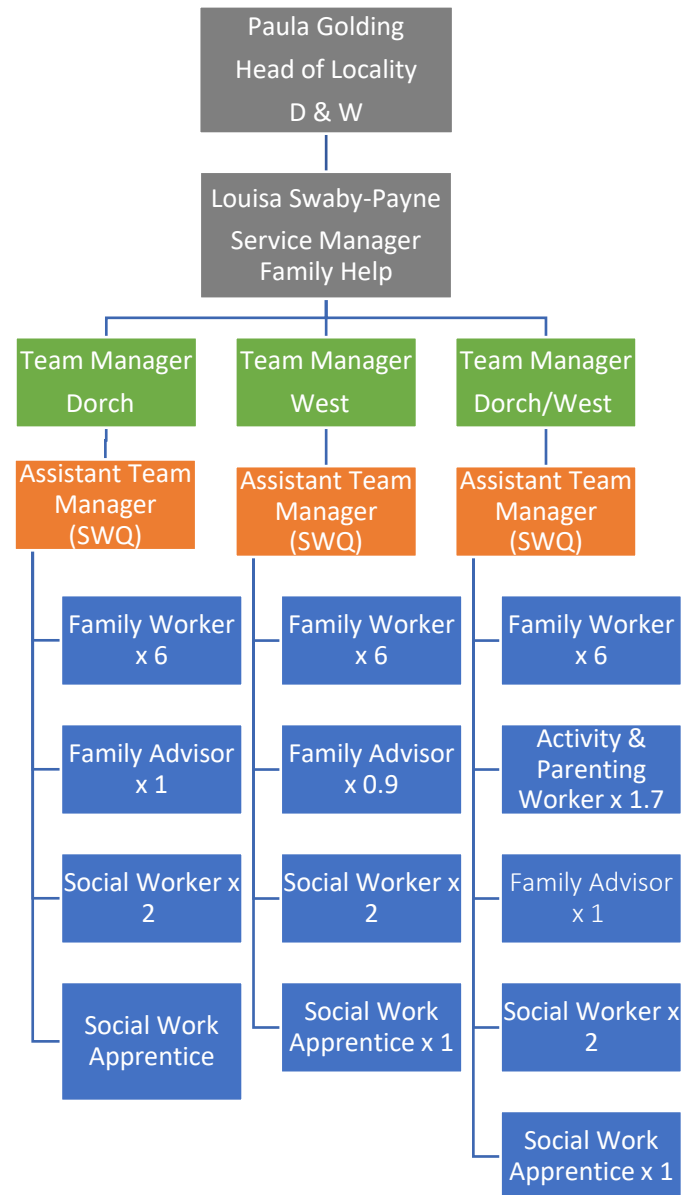 Paula Golding
Head of Locality
D & W
Louisa Swaby-Payne
Service Manager
Family Help
Team Manager
Dorch
Team Manager
West
Team Manager
Dorch/West
Assistant Team
Manager
(SWQ)
Assistant Team
Manager
(SWQ)
Assistant Team
Manager
(SWQ)
Family Worker
x 6
Family Advisor
x 1
Social Worker x
2
Social Work
Apprentice
Family Worker
x 6
Family Advisor
x 0.9
Social Worker x
2
Social Work
Apprentice x 1
Family Worker
x 6
Activity &
Parenting
Worker x 1.7
Family Advisor
x 1
Social Worker x
2
Social Work
Apprentice x 1